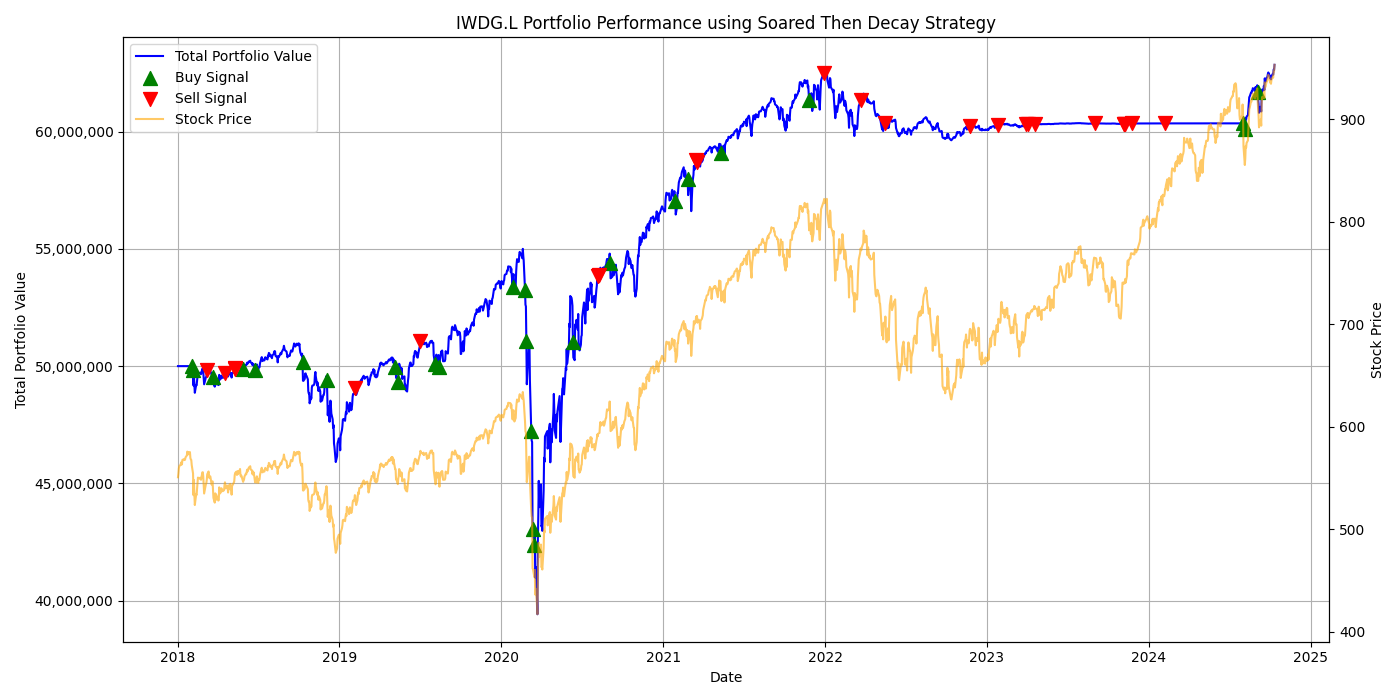 IWDG.L Portfolio Performance using Soared Then Decay Strategy
Total Portfolio Value
Buy Signal
Sell Signal
Stock Price
60,000,000
55,000,000
50,000,000
45,000,000
40,000,000
Total Portfolio Value
900
800
700
600
500
400
Stock Price
2018 2019 2020 2021 2022 2023 2024 2025
Date